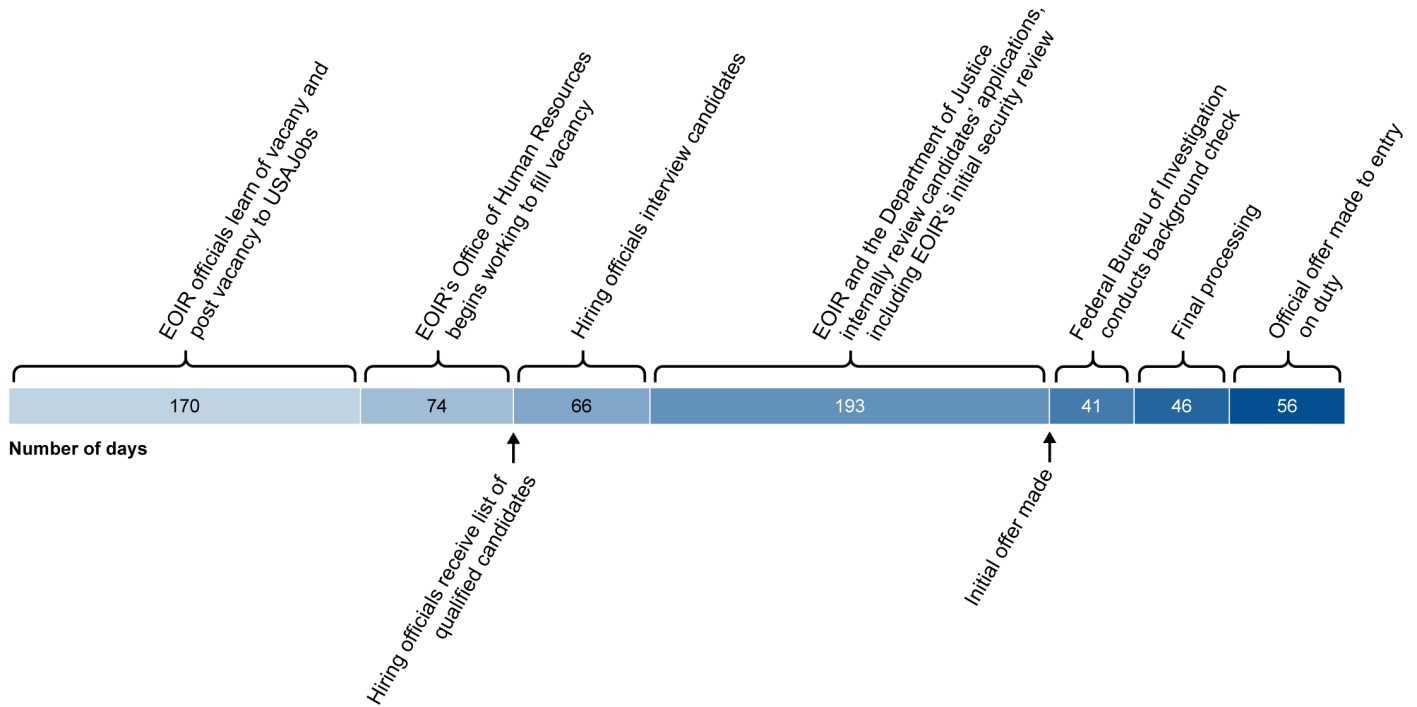 EOIR officials learn of vacany and
post vacancy to USAJobs
EOIR's Office of Human Resources
begins working to fill vacancy
Hiring officials interview candidates
EOIR and the Department of Justice
internally review candidates' applications,
including EOIR's initial security review
Federal Bureau of Investigation
conducts background check
Final processing
Official offer made to entry
on duty
170
74
66
193
41
46
56
Number of days
Hiring officials receive list of
qualified candidates
Initial offer made